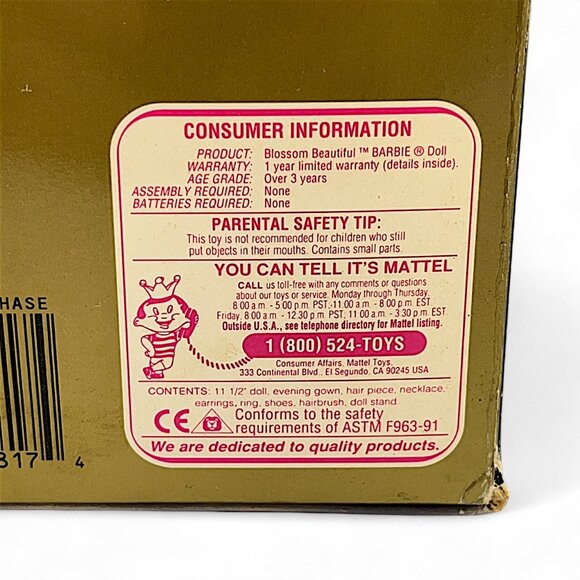 CONSUMER INFORMATION
PRODUCT: Blossom Beautiful ™ BARBIE ® Doll
WARRANTY: 1 year limited warranty (details inside).
AGE GRADE: Over 3 years
ASSEMBLY REQUIRED: None
BATTERIES REQUIRED: None
PARENTAL SAFETY TIP:
This toy is not recommended for children who still
put objects in their mouths. Contains small parts.
YOU CAN TELL IT'S MATTEL
CALL us toll-free with any comments or questions
about our toys or service. Monday through Thursday,
8:00 a.m. - 5:00 p.m. PST, 11:00 a.m. - 8:00 p.m. EST.
Friday, 8:00 a.m. - 12:30 p.m. PST, 11:00 a.m. - 3:30 p.m. EST.
Outside U.S.A., see telephone directory for Mattel listing.
1 (800) 524-TOYS
Consumer Affairs, Mattel Toys.
333 Continental Blvd., El Segundo, CA 90245 USA
CONTENTS: 11 1/2" doll, evening gown, hair piece, necklace,
earrings, ring, shoes, hairbrush, doll stand.
CE Conforms to the safety
requirements of ASTM F963-91
We are dedicated to quality products.
HASE
817 4